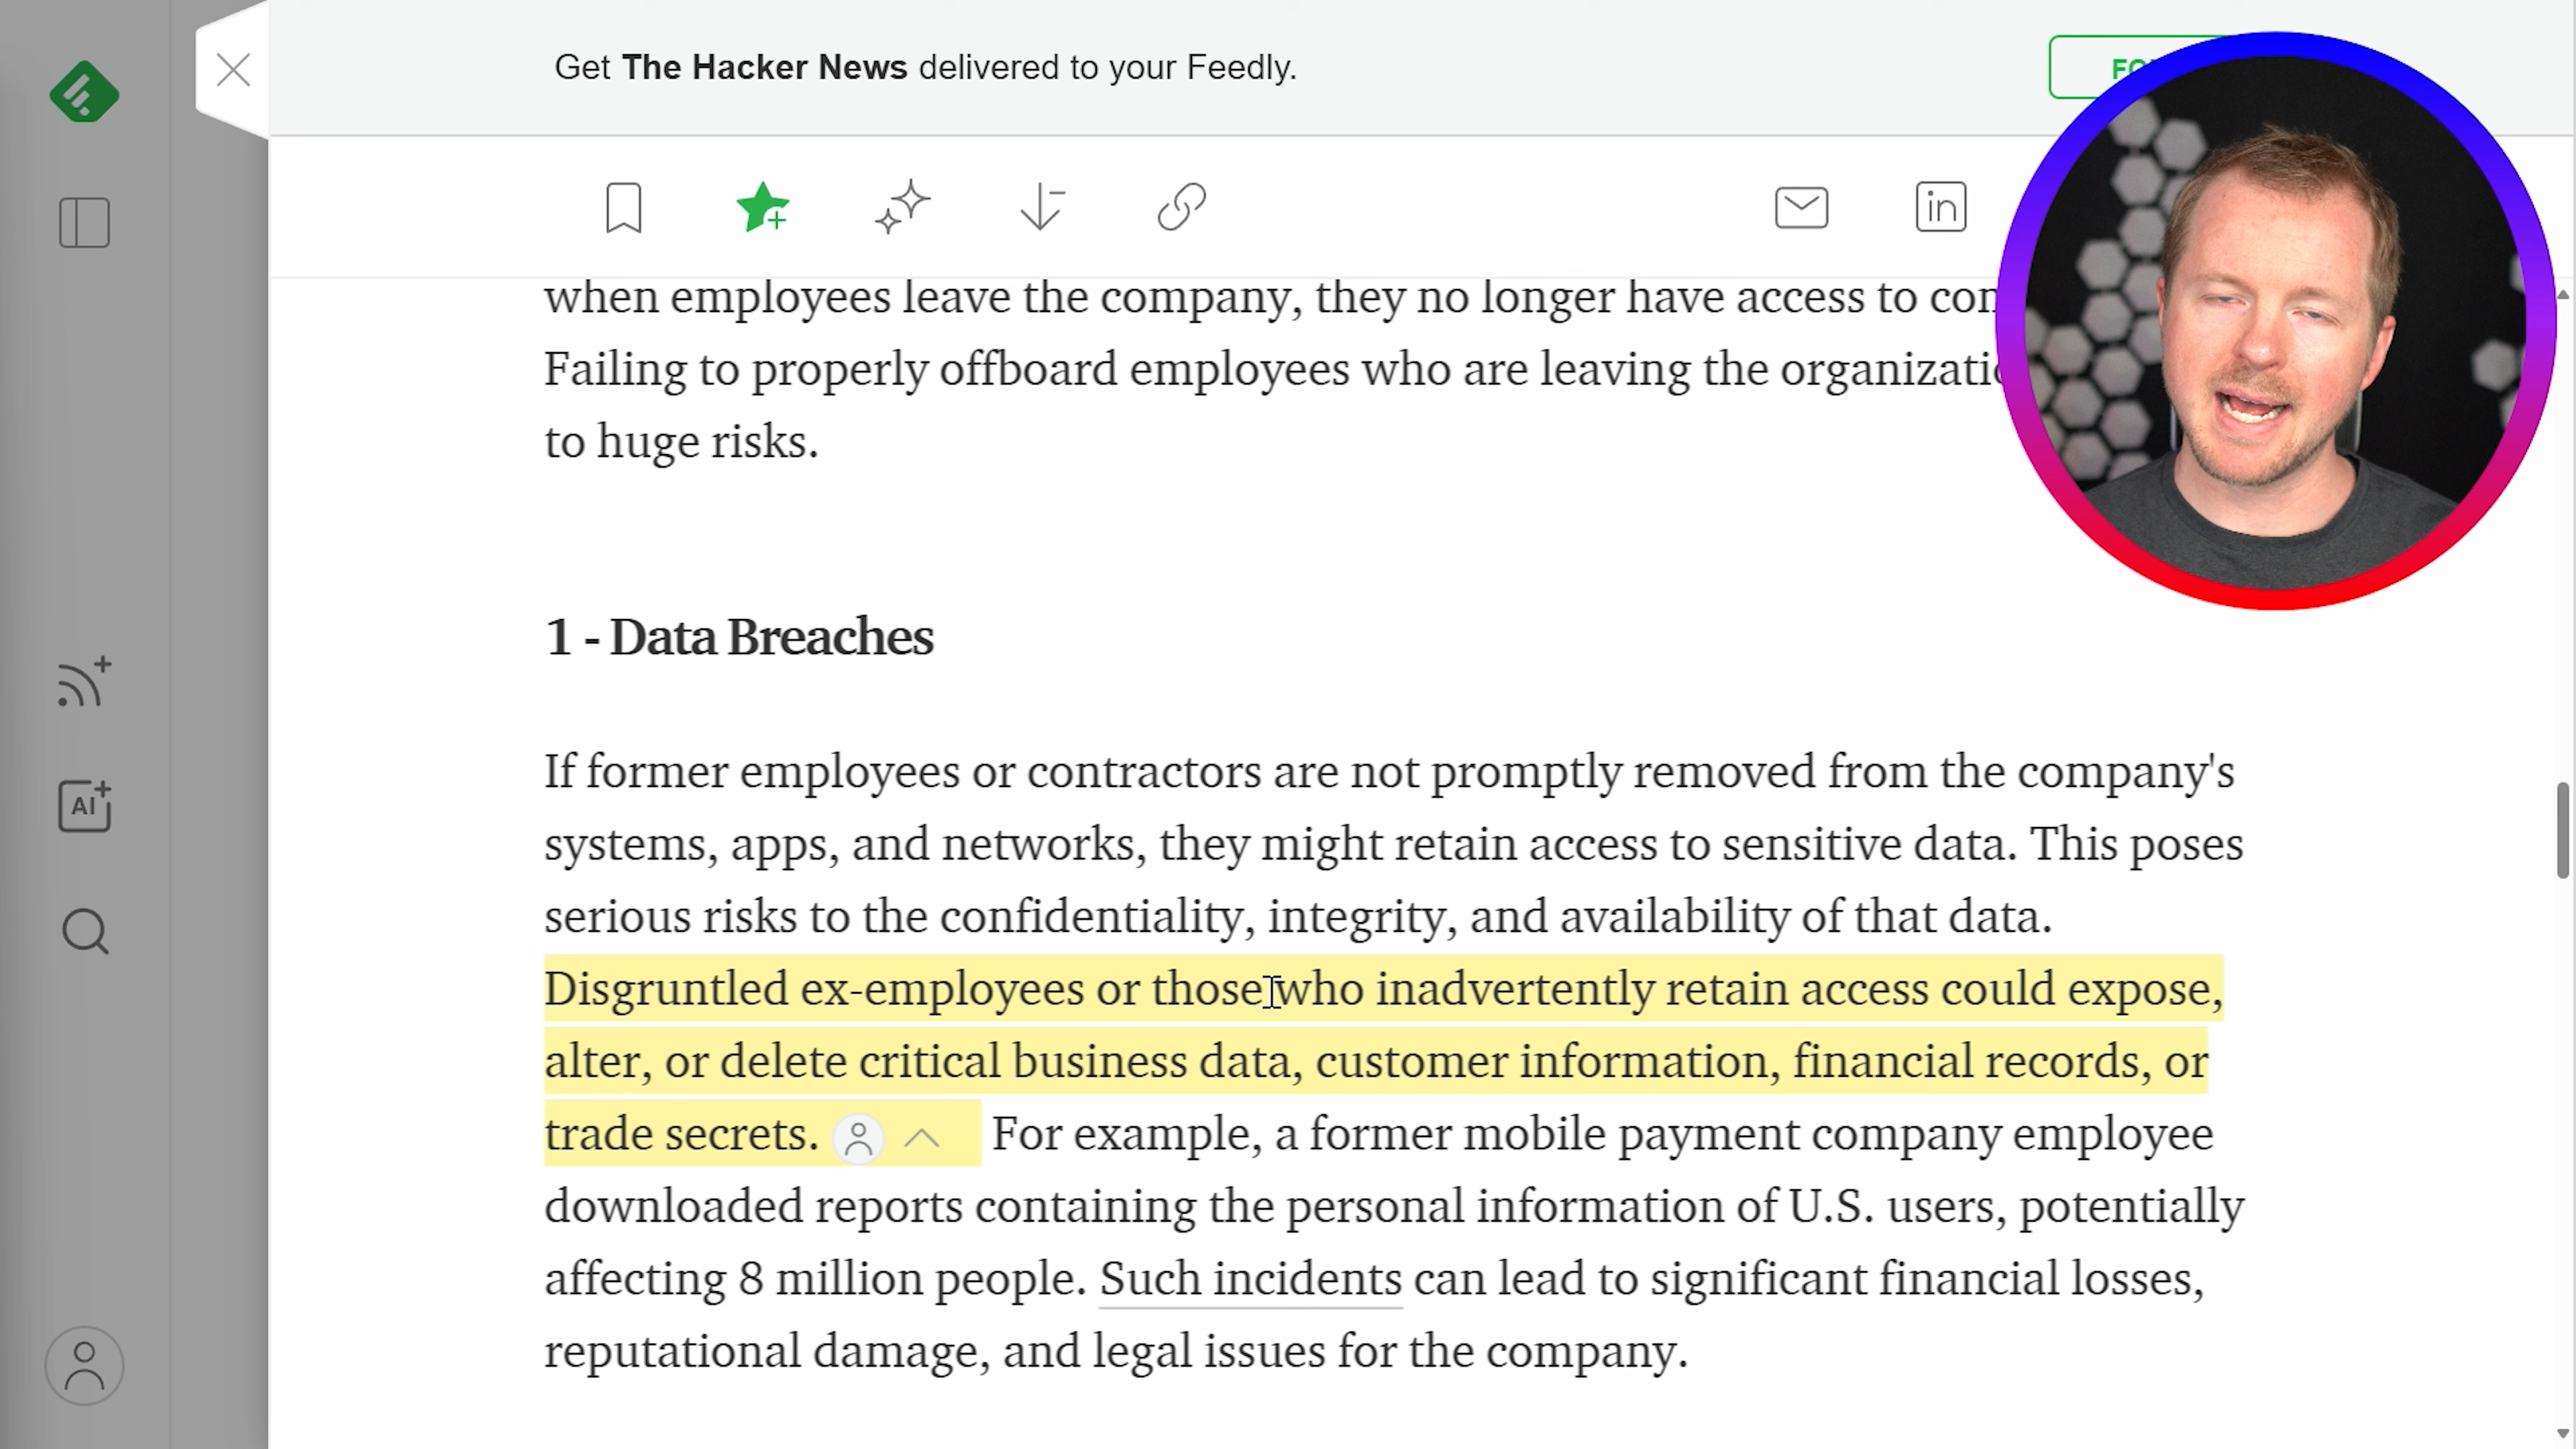 Get The Hacker News delivered to your Feedly.
when employees leave the company, they no longer have access to
Failing to properly offboard employees who are leaving the
to huge risks.
1 - Data Breaches
If former employees or contractors are not promptly removed from the company's
systems, apps, and networks, they might retain access to sensitive data. This poses
serious risks to the confidentiality, integrity, and availability of that data.
Disgruntled ex-employees or those who inadvertently retain access could expose,
alter, or delete critical business data, customer information, financial records, or
trade secrets. For example, a former mobile payment company employee
downloaded reports containing the personal information of U.S. users, potentially
affecting 8 million people. Such incidents can lead to significant financial losses,
reputational damage, and legal issues for the company.
AI
in